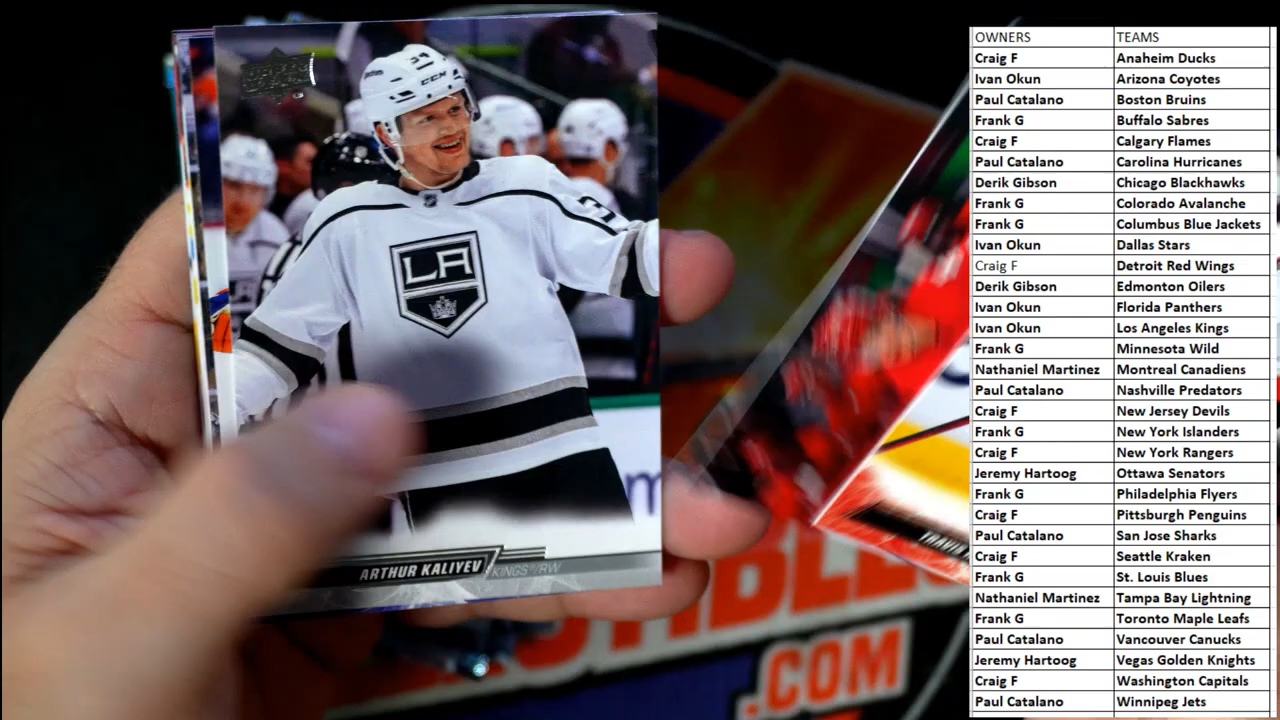 34
CCM
LA
ARTHUR KALIYEV
KINGS / RW
TRAVIS
.COM
OWNERS TEAMS
Craig F Anaheim Ducks
Ivan Okun Arizona Coyotes
Paul Catalano Boston Bruins
Frank G Buffalo Sabres
Craig F Calgary Flames
Paul Catalano Carolina Hurricanes
Derik Gibson Chicago Blackhawks
Frank G Colorado Avalanche
Frank G Columbus Blue Jackets
Ivan Okun Dallas Stars
Craig F Detroit Red Wings
Derik Gibson Edmonton Oilers
Ivan Okun Florida Panthers
Ivan Okun Los Angeles Kings
Frank G Minnesota Wild
Nathaniel Martinez Montreal Canadiens
Paul Catalano Nashville Predators
Craig F New Jersey Devils
Frank G New York Islanders
Craig F New York Rangers
Jeremy Hartoog Ottawa Senators
Frank G Philadelphia Flyers
Craig F Pittsburgh Penguins
Paul Catalano San Jose Sharks
Craig F Seattle Kraken
Frank G St. Louis Blues
Nathaniel Martinez Tampa Bay Lightning
Frank G Toronto Maple Leafs
Paul Catalano Vancouver Canucks
Jeremy Hartoog Vegas Golden Knights
Craig F Washington Capitals
Paul Catalano Winnipeg Jets